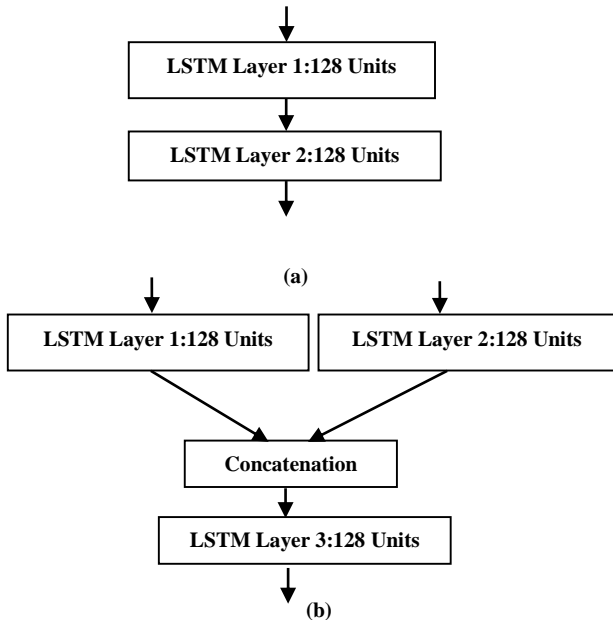 LSTM Layer 1:128 Units
LSTM Layer 2:128 Units
(a)
LSTM Layer 1:128 Units
LSTM Layer 2:128 Units
Concatenation
LSTM Layer 3:128 Units
(b)